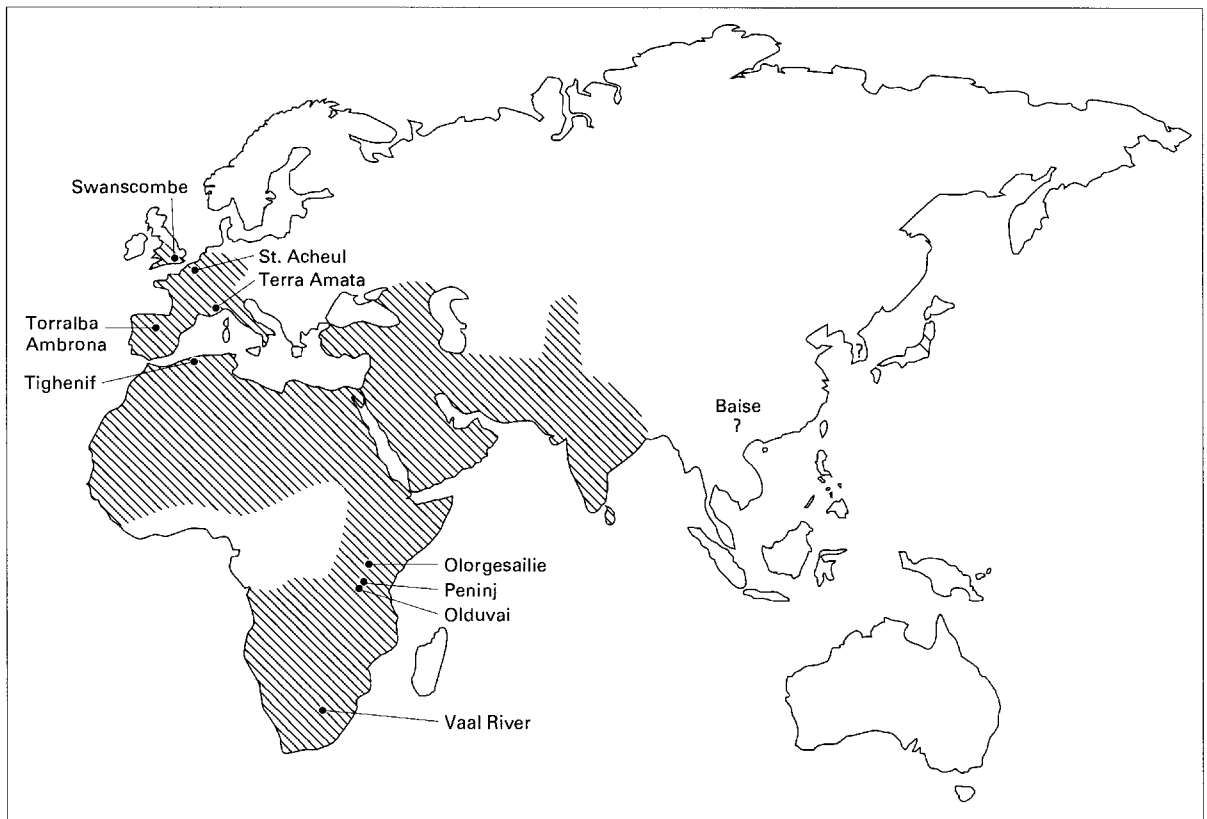 Swanscombe
St. Acheul
Terra Amata
Torralba
Ambrona
Tighenif
?
Baise
?
Olorgesailie
Peninj
Olduvai
Vaal River